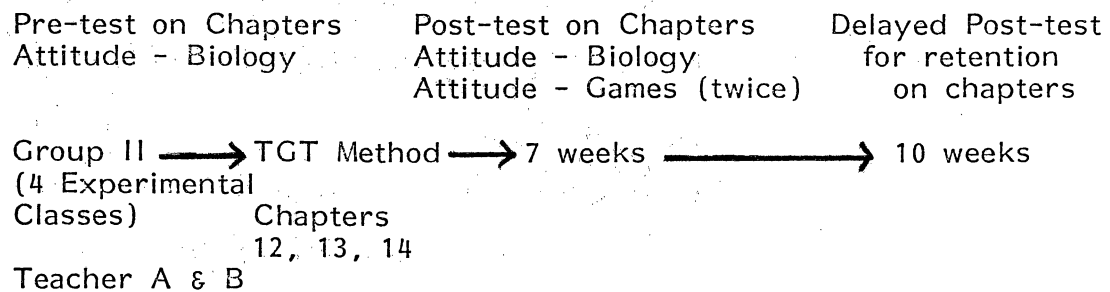 Pre-test on Chapters Post-test on Chapters Delayed Post-test
Attitude - Biology Attitude - Biology for retention
Attitude - Games (twice) on chapters
Group II → TGT Method → 7 weeks → 10 weeks
(4 Experimental
Classes) Chapters
12, 13, 14
Teacher A & B